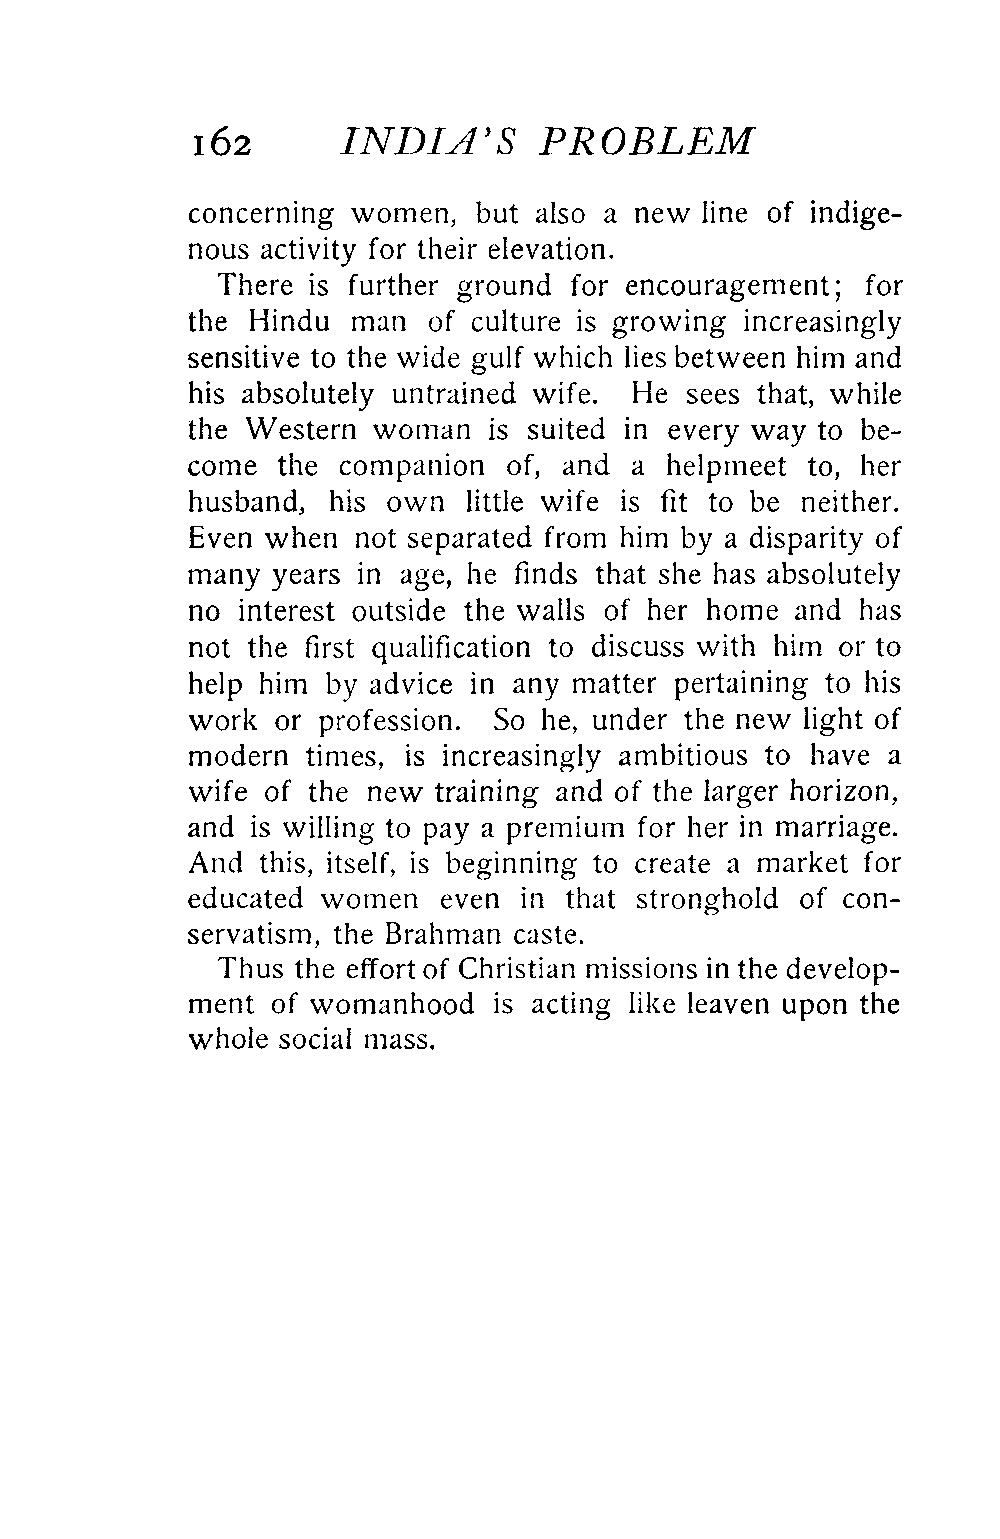 162 INDIA'S PROBLEM
concerning women, but also a new line of indige-
nous activity for their elevation.
There is further ground for encouragement; for
the Hindu man of culture is growing increasingly
sensitive to the wide gulf which lies between him and
his absolutely untrained wife. He sees that, while
the Western woman is suited in every way to be-
come the companion of, and a helpmeet to, her
husband, his own little wife is fit to be neither.
Even when not separated from him by a disparity of
many years in age, he finds that she has absolutely
no interest outside the walls of her home and has
not the first qualification to discuss with him or to
help him by advice in any matter pertaining to his
work or profession. So he, under the new light of
modern times, is increasingly ambitious to have a
wife of the new training and of the larger horizon,
and is willing to pay a premium for her in marriage.
And this, itself, is beginning to create a market for
educated women even in that stronghold of con-
servatism, the Brahman caste.
Thus the effort of Christian missions in the develop-
ment of womanhood is acting like leaven upon the
whole social mass.